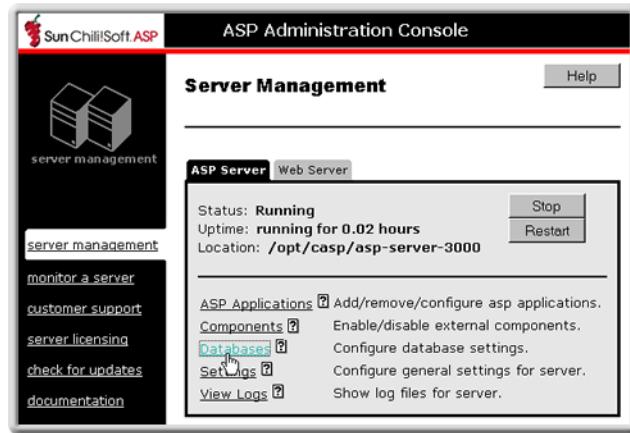 Sun Chili!Soft ASP
ASP Administration Console
Server Management
Help
server management
ASP Server
Web Server
Status: Running
Stop
Uptime: running for 0.02 hours
Restart
Location: /opt/casp/asp-server-3000
server management
monitor a server
customer support
server licensing
check for updates
documentation
ASP Applications ? Add/remove/configure asp applications.
Components ? Enable/disable external components.
Databases ? Configure database settings.
Settings ? Configure general settings for server.
View Logs ? Show log files for server.